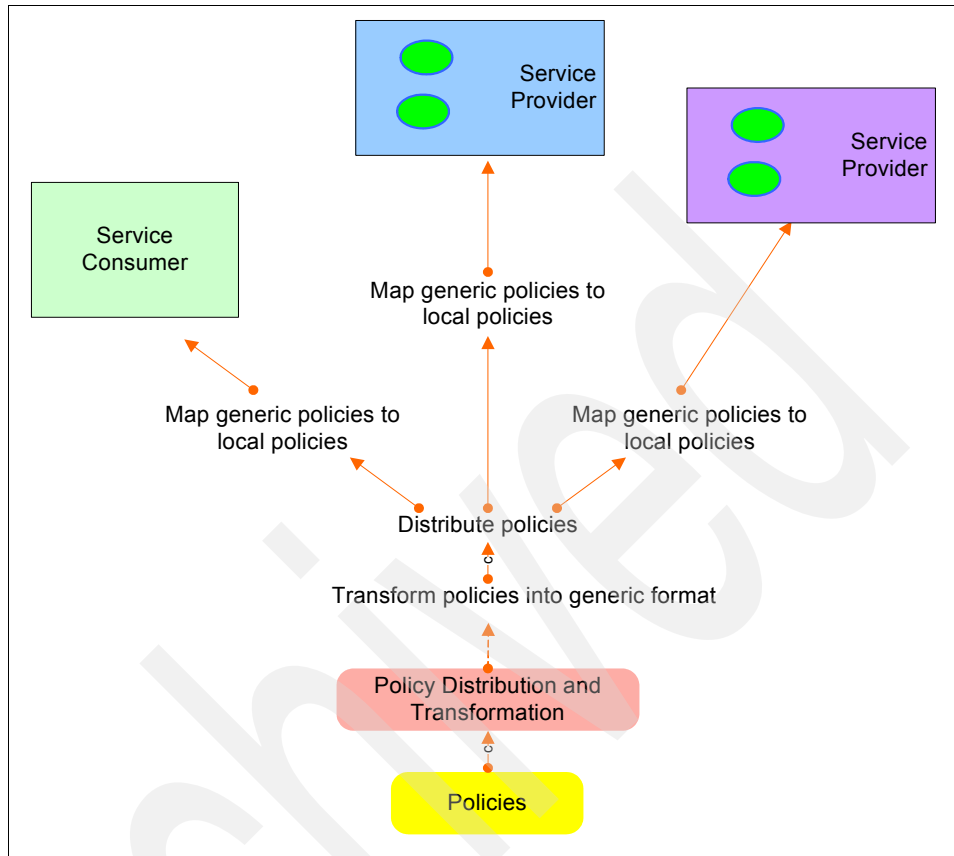 Service
Provider
Service
Provider
Service
Consumer
Map generic policies to
local policies
Map generic policies to
local policies
Map generic policies to
local policies
Distribute policies
c
Transform policies into generic format
Policy Distribution and
Transformation
c
Policies